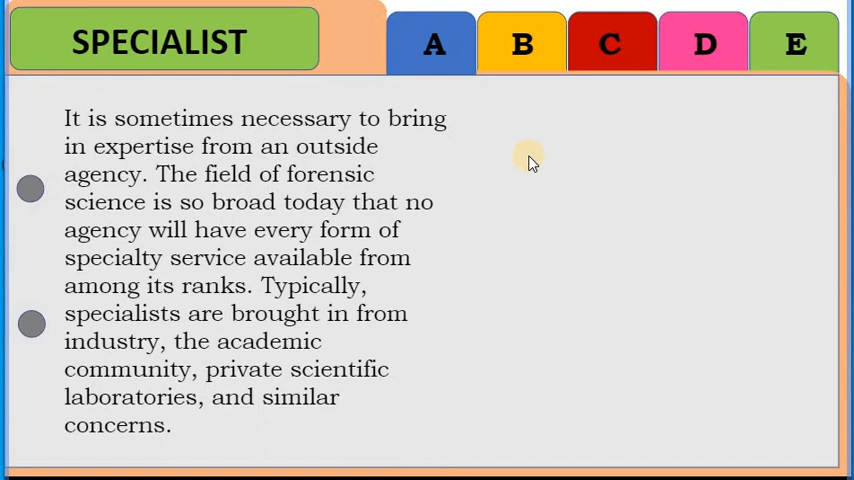 SPECIALIST
A B C D E
It is sometimes necessary to bring
in expertise from an outside
agency. The field of forensic
science is so broad today that no
agency will have every form of
specialty service available from
among its ranks. Typically,
specialists are brought in from
industry, the academic
community, private scientific
laboratories, and similar
concerns.